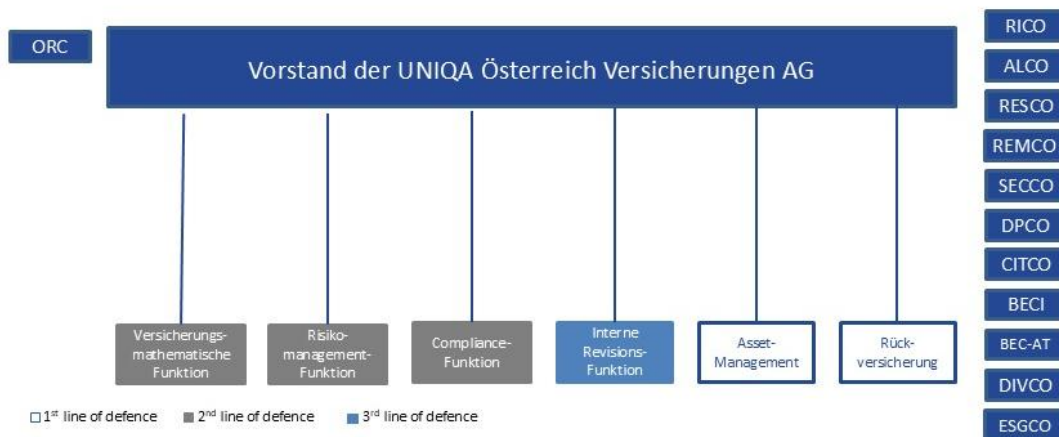 ORC
Vorstand der UNIQA Österreich Versicherungen AG
RICO
ALCO
RESCO
REMCO
SECCO
DPCO
CITCO
BECI
BEC-AT
DIVCO
ESGCO
Versicherungs-
mathematische
Funktion
Risiko-
management-
Funktion
Compliance-
Funktion
Interne
Revisions-
Funktion
Asset-
Management
Rück-
versicherung
1st line of defence
2nd line of defence
3rd line of defence